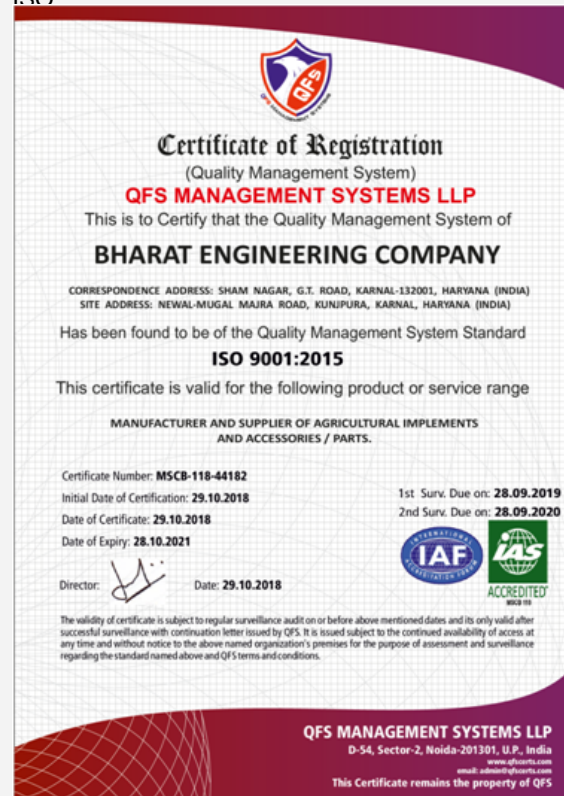 ISO
QFS
QFS MANAGEMENT SYSTEMS
Certificate of Registration
(Quality Management System)
QFS MANAGEMENT SYSTEMS LLP
This is to Certify that the Quality Management System of
BHARAT ENGINEERING COMPANY
CORRESPONDENCE ADDRESS: SHAM NAGAR, G.T. ROAD, KARNAL-132001, HARYANA (INDIA)
SITE ADDRESS: NEWAL-MUGAL MAJRA ROAD, KUNJPURA, KARNAL, HARYANA (INDIA)
Has been found to be of the Quality Management System Standard
ISO 9001:2015
This certificate is valid for the following product or service range
MANUFACTURER AND SUPPLIER OF AGRICULTURAL IMPLEMENTS
AND ACCESSORIES / PARTS.
Certificate Number: MSCB-118-44182
Initial Date of Certification: 29.10.2018
Date of Certificate: 29.10.2018
Date of Expiry: 28.10.2021
1st Surv. Due on: 28.09.2019
2nd Surv. Due on: 28.09.2020
INTERNATIONAL
IAF
ACCREDITATION FORUM
IAS
ACCREDITED
MSCB 118
Director: Date: 29.10.2018
The validity of certificate is subject to regular surveillance audit on or before above mentioned dates and its only valid after
successful surveillance with continuation letter issued by QFS. It is issued subject to the continued availability of access at
any time and without notice to the above named organization's premises for the purpose of assessment and surveillance
regarding the standard named above and QFS terms and conditions.
QFS MANAGEMENT SYSTEMS LLP
D-54, Sector-2, Noida-201301, U.P., India
www.qfscerts.com
email: admin@qfscerts.com
This Certificate remains the property of QFS